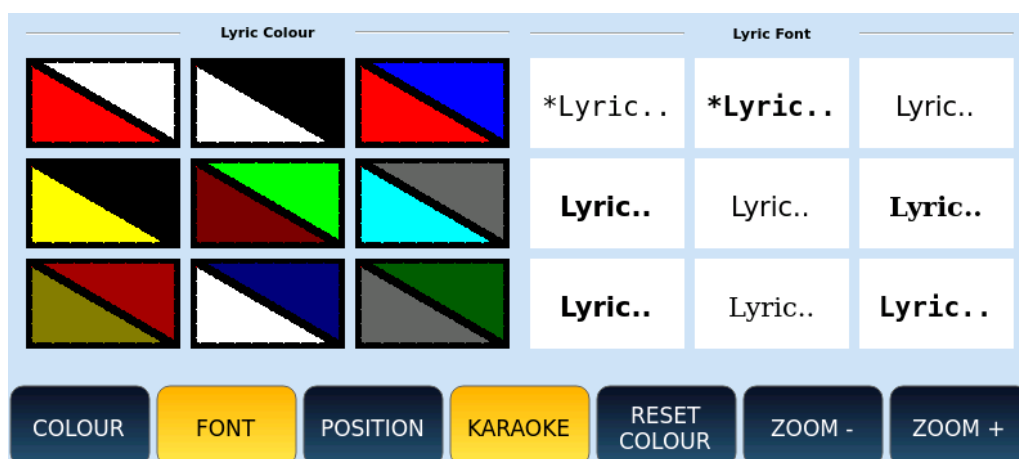 Lyric Colour
Lyric Font
*Lyric.. *Lyric.. Lyric..
Lyric.. Lyric.. Lyric..
Lyric.. Lyric.. Lyric..
COLOUR FONT POSITION KARAOKE RESET COLOUR ZOOM - ZOOM +